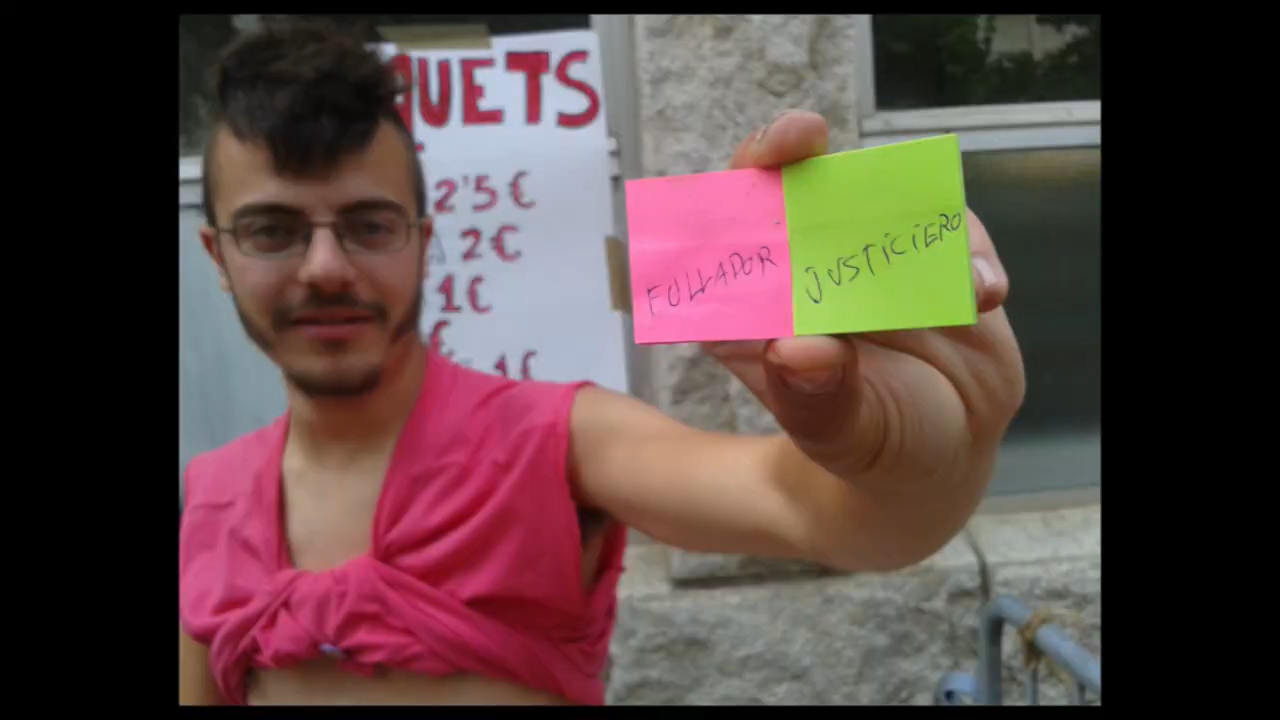 QUETS
2'5 €
2€
1€
€
1€
FOLLADOR
JUSTICIERO